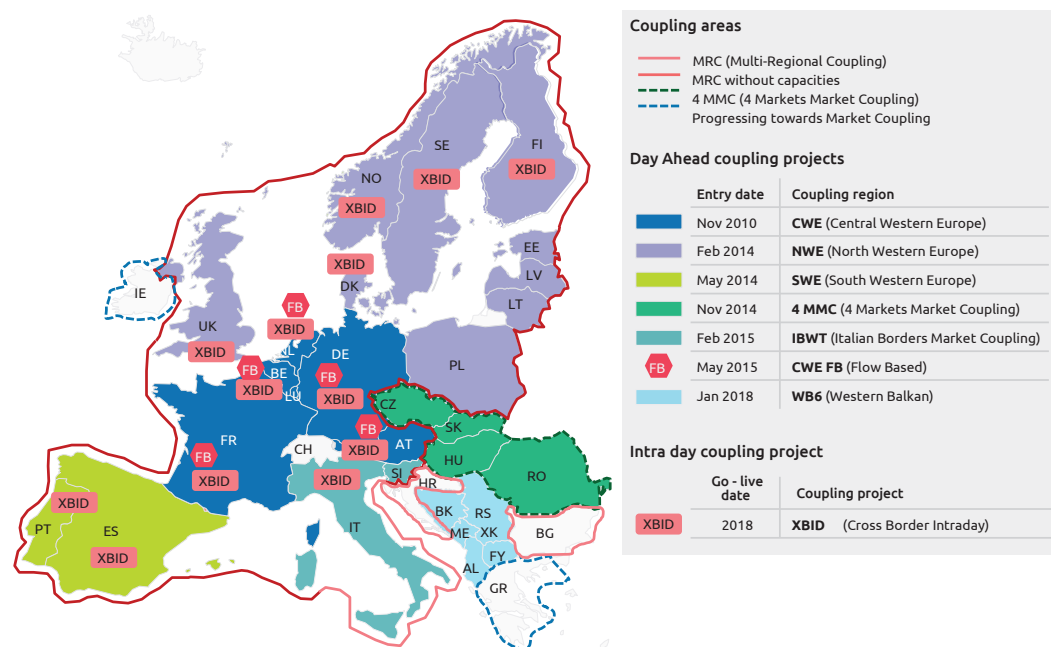 SE
FI
XBID
XBID
NO
XBID
EE
XBID
LV
DK
IE
LT
FB
UK
XBID
NL
XBID
DE
FB
BE
FB
PL
XBID
LU
XBID
CZ
FB
SK
FR
AT
CH
XBID
FB
HU
SI
RO
XBID
XBID
HR
XBID
BK
RS
PT
ES
IT
ME
XK
BG
XBID
FY
AL
GR
Coupling areas
MRC (Multi-Regional Coupling)
MRC without capacities
4 MMC (4 Markets Market Coupling)
Progressing towards Market Coupling
Day Ahead coupling projects
Entry date Coupling region
Nov 2010 CWE (Central Western Europe)
Feb 2014 NWE (North Western Europe)
May 2014 SWE (South Western Europe)
Nov 2014 4 MMC (4 Markets Market Coupling)
Feb 2015 IBWT (Italian Borders Market Coupling)
FB May 2015 CWE FB (Flow Based)
Jan 2018 WB6 (Western Balkan)
Intra day coupling project
Go - live
date Coupling project
XBID 2018 XBID (Cross Border Intraday)